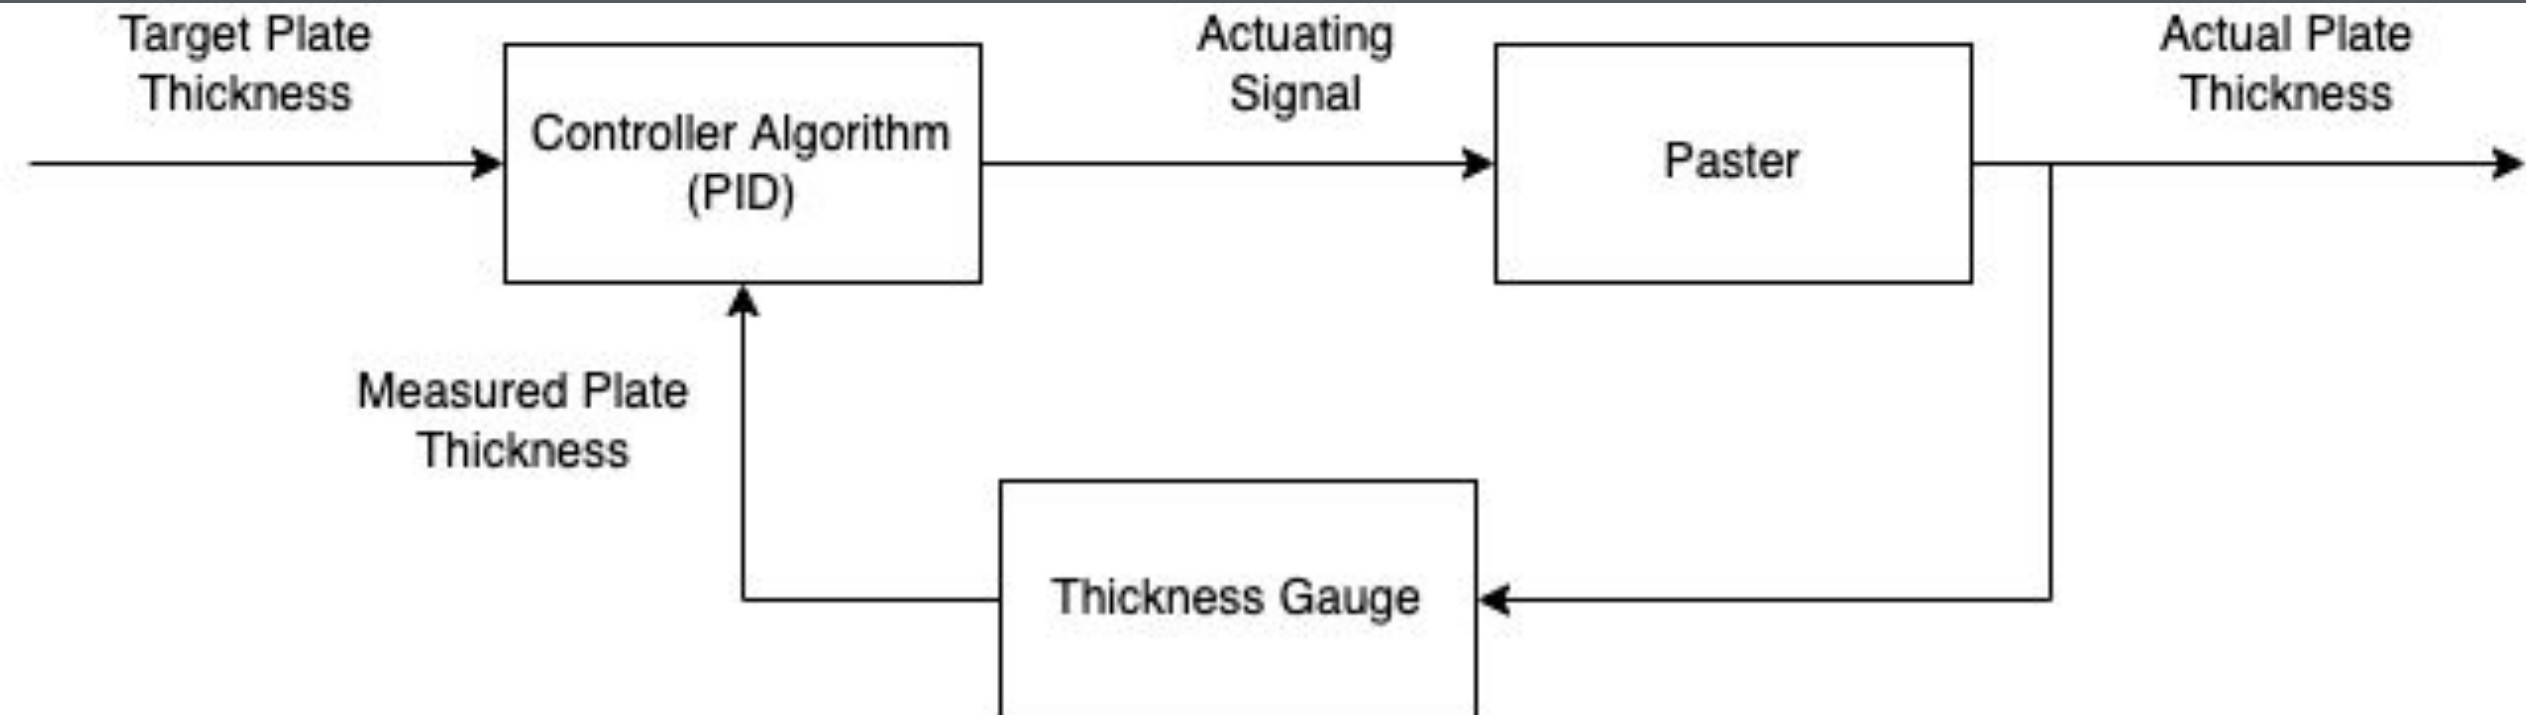 Target Plate
Thickness
Controller Algorithm
(PID)
Actuating
Signal
Paster
Actual Plate
Thickness
Measured Plate
Thickness
Thickness Gauge